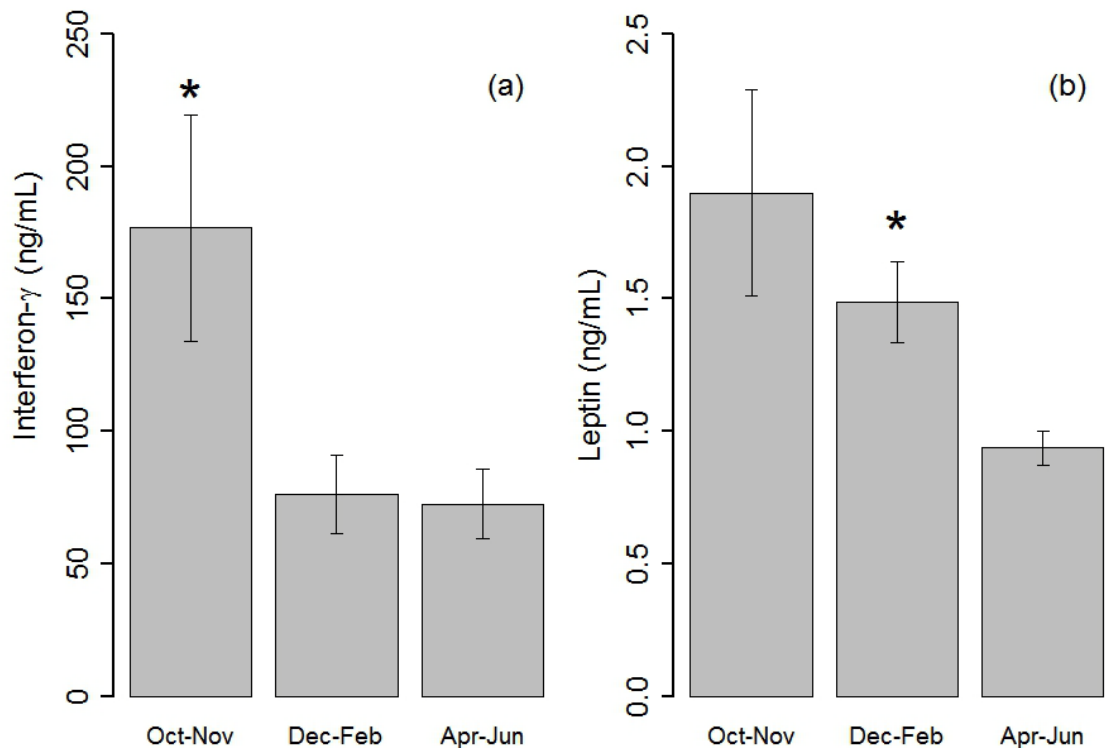 Interferon-γ (ng/mL)
250
200
150
100
50
0
*
(a)
Oct-Nov Dec-Feb Apr-Jun
Leptin (ng/mL)
2.5
2.0
1.5
1.0
0.5
0.0
*
(b)
Oct-Nov Dec-Feb Apr-Jun